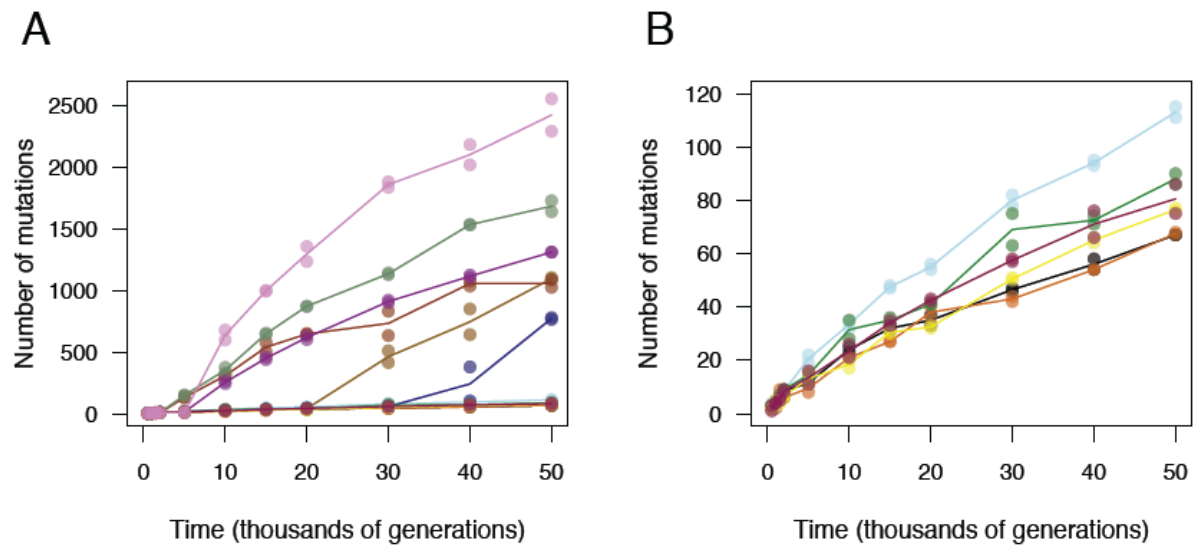 A
Number of mutations
2500
2000
1500
1000
500
0
0 10 20 30 40 50
Time (thousands of generations)
B
Number of mutations
120
100
80
60
40
20
0
0 10 20 30 40 50
Time (thousands of generations)